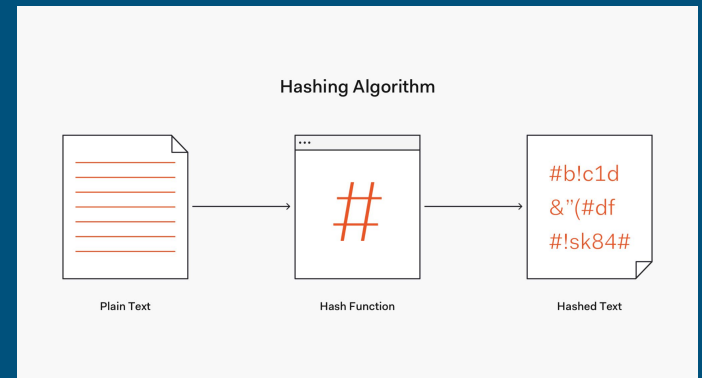 Hashing Algorithm
#
#b!c1d
&”(#df
#!sk84#
Plain Text
Hash Function
Hashed Text